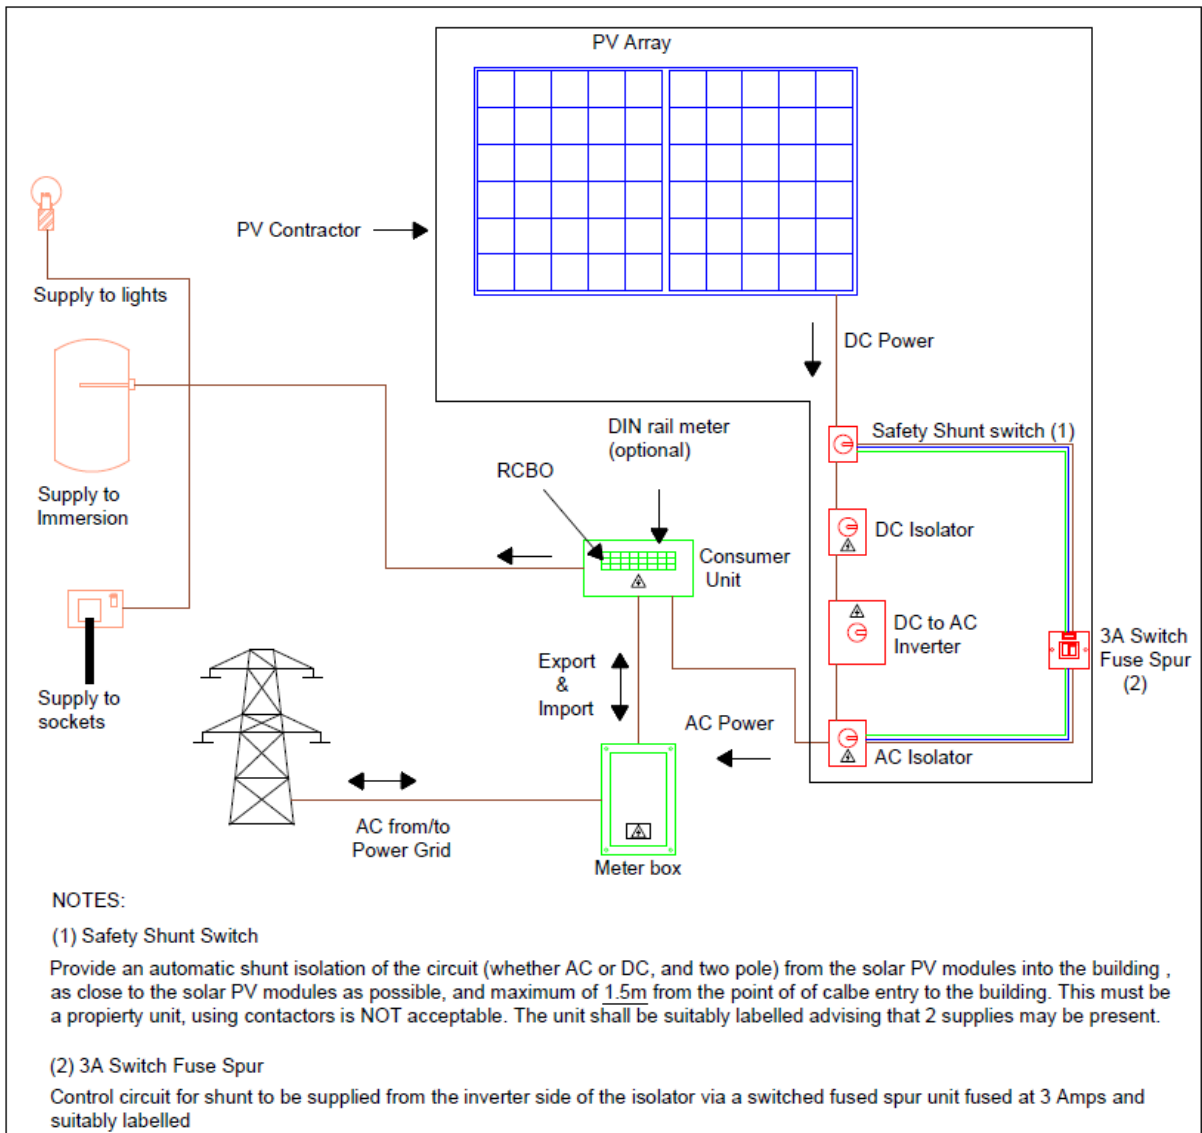 PV Array
PV Contractor
Supply to lights
DC Power
DIN rail meter
(optional)
Safety Shunt switch (1)
RCBO
Supply to
Immersion
DC Isolator
Consumer
Unit
DC to AC
Inverter
3A Switch
Fuse Spur
(2)
Export
&
Import
Supply to
sockets
AC Power
AC Isolator
AC from/to
Power Grid
Meter box
NOTES:
(1) Safety Shunt Switch
Provide an automatic shunt isolation of the circuit (whether AC or DC, and two pole) from the solar PV modules into the building ,
as close to the solar PV modules as possible, and maximum of 1.5m from the point of of calbe entry to the building. This must be
a propierty unit, using contactors is NOT acceptable. The unit shall be suitably labelled advising that 2 supplies may be present.
(2) 3A Switch Fuse Spur
Control circuit for shunt to be supplied from the inverter side of the isolator via a switched fused spur unit fused at 3 Amps and
suitably labelled